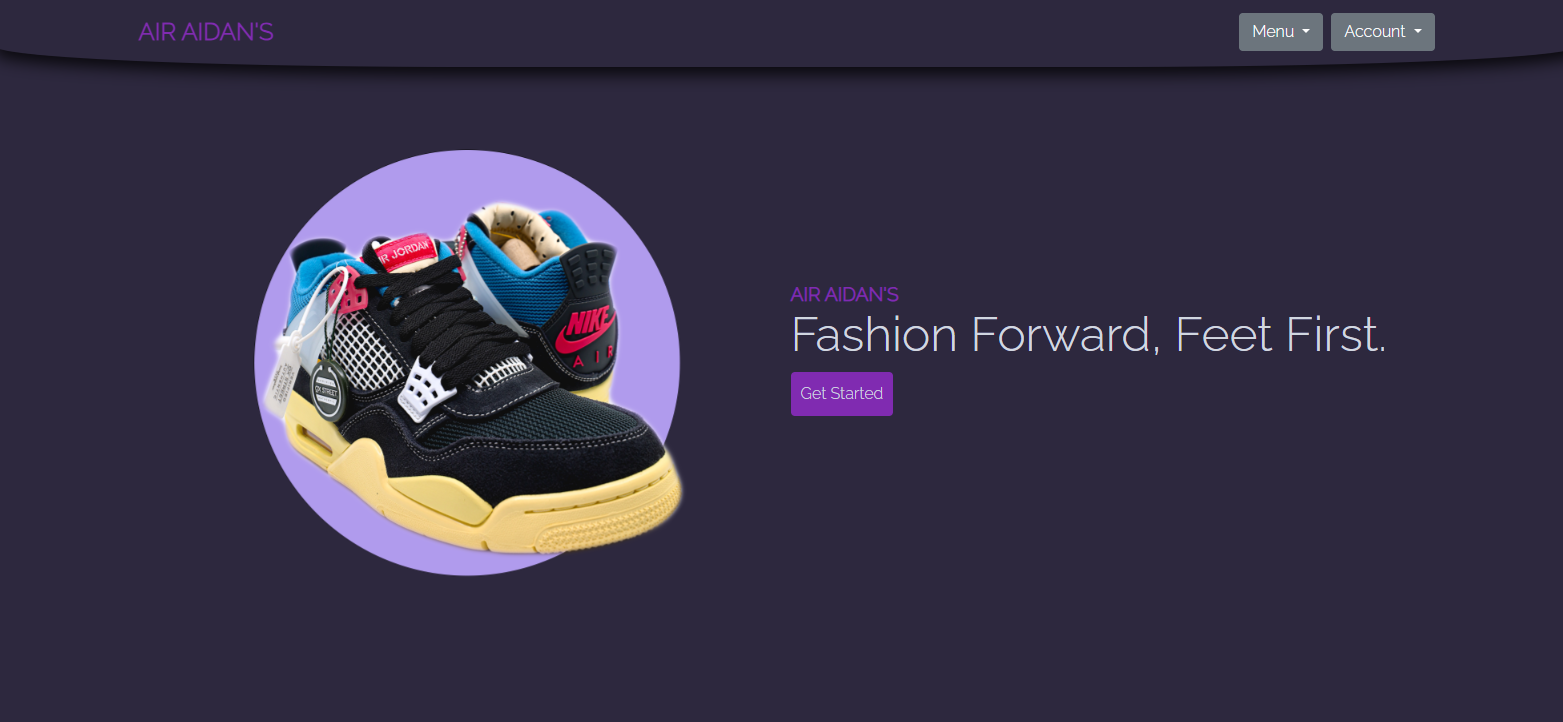 AIR AIDAN'S
Menu
Account
AIR JORDAN
NIKE
AIR
AIR AIDAN'S
Fashion Forward, Feet First.
Get Started